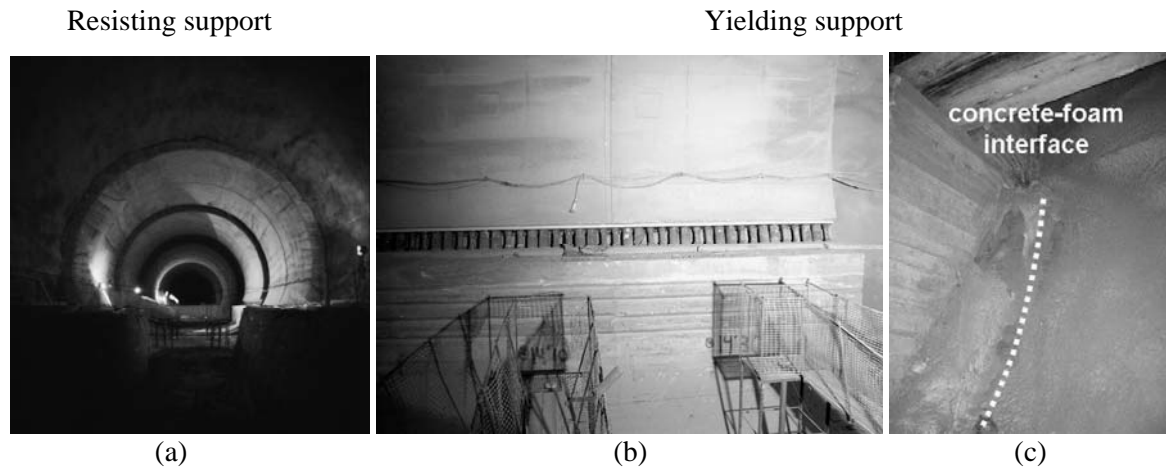 Resisting support
Yielding support
concrete-foam
interface
(a)
(b)
(c)